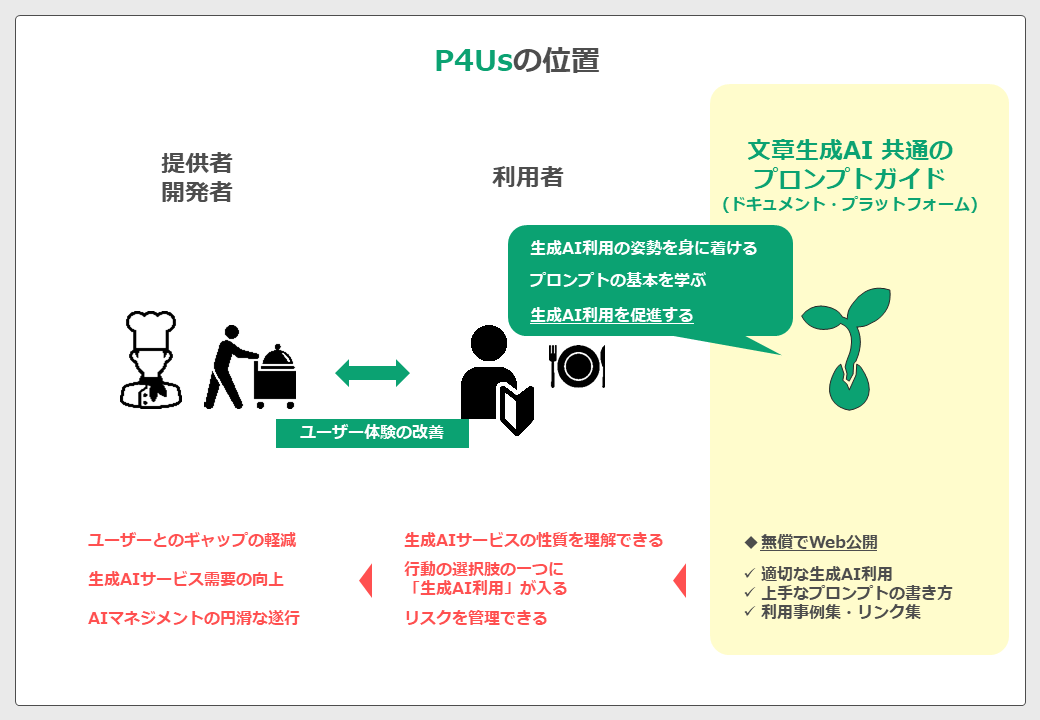 P4Usの位置
提供者
開発者
利用者
文章生成AI 共通の
プロンプトガイド
（ドキュメント・プラットフォーム）
生成AI利用の姿勢を身に着ける
プロンプトの基本を学ぶ
生成AI利用を促進する
ユーザー体験の改善
ユーザーとのギャップの軽減
生成AIサービス需要の向上
AIマネジメントの円滑な遂行
生成AIサービスの性質を理解できる
行動の選択肢の一つに
「生成AI利用」が入る
リスクを管理できる
◆ 無償でWeb公開
✓ 適切な生成AI利用
✓ 上手なプロンプトの書き方
✓ 利用事例集・リンク集